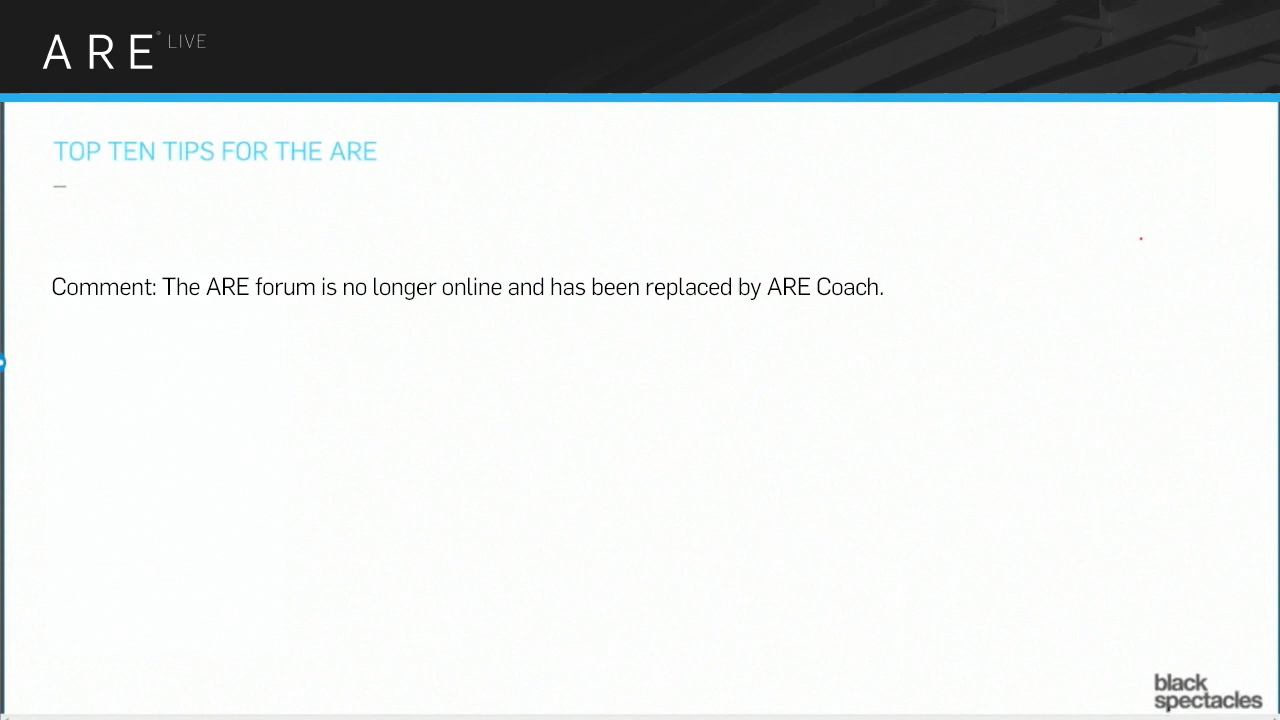 ARE® LIVE
TOP TEN TIPS FOR THE ARE
Comment: The ARE forum is no longer online and has been replaced by ARE Coach.
black
spectacles